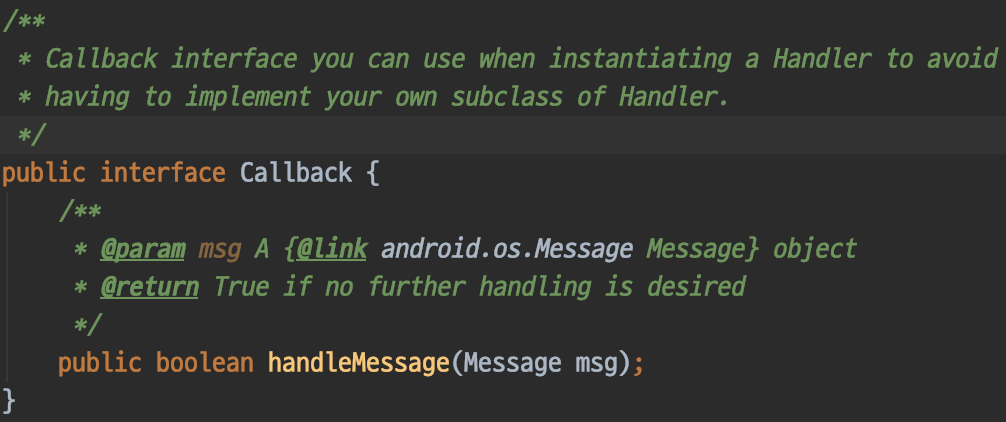 /**
 * Callback interface you can use when instantiating a Handler to avoid
 * having to implement your own subclass of Handler.
 */
public interface Callback {
    /**
     * @param msg A {@link android.os.Message Message} object
     * @return True if no further handling is desired
     */
    public boolean handleMessage(Message msg);
}